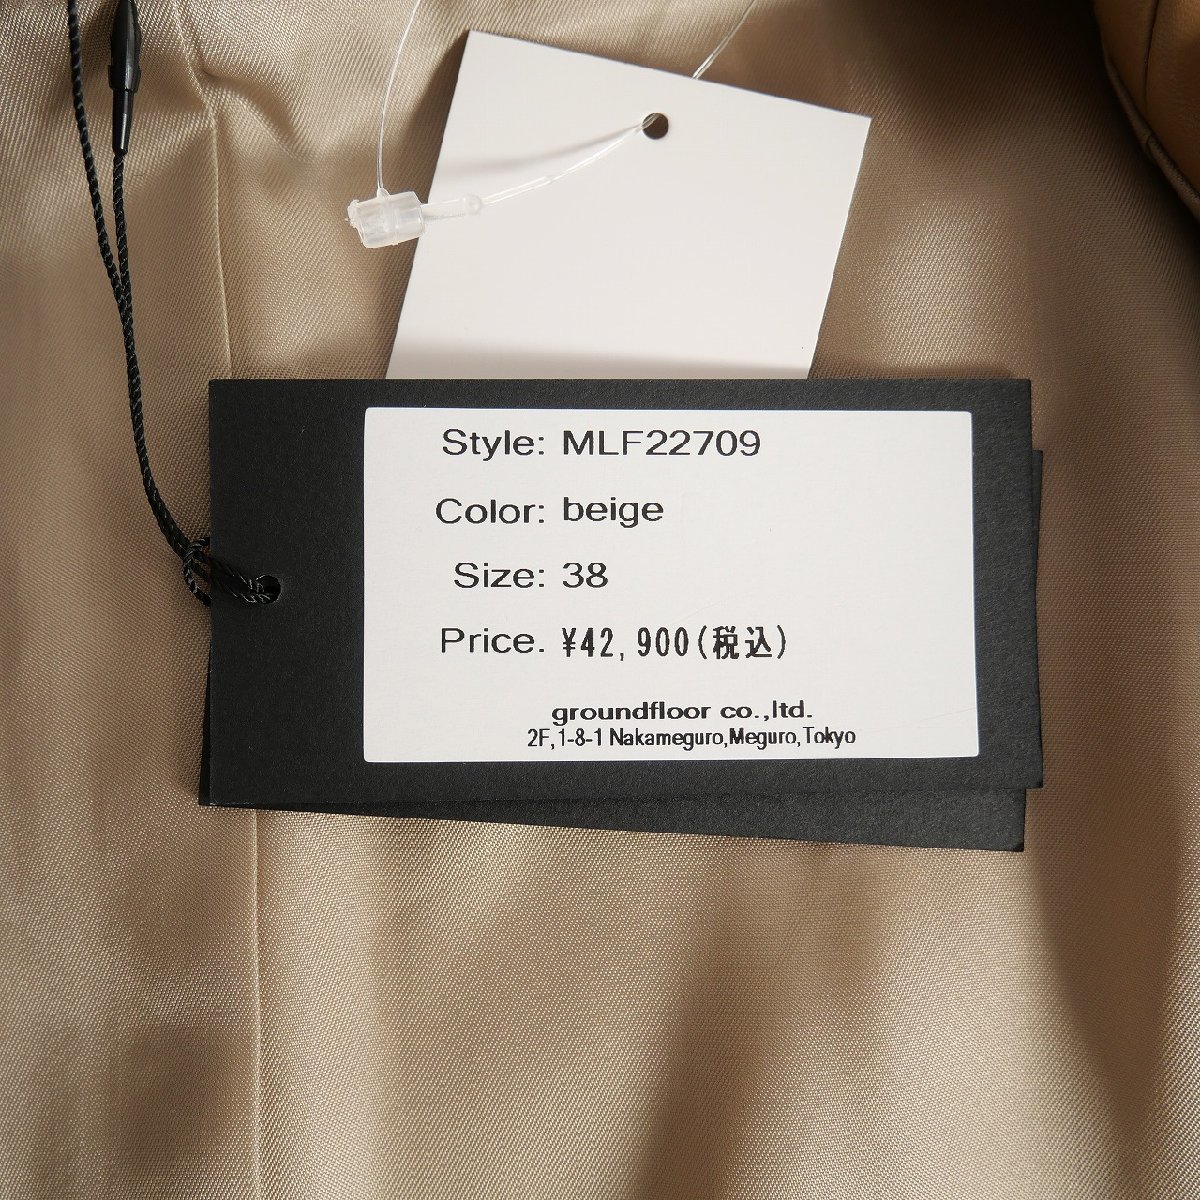 Style: MLF22709
Color: beige
Size: 38
Price. ¥42,900(税込)
groundfloor co.,ltd.
2F,1-8-1 Nakameguro,Meguro,Tokyo